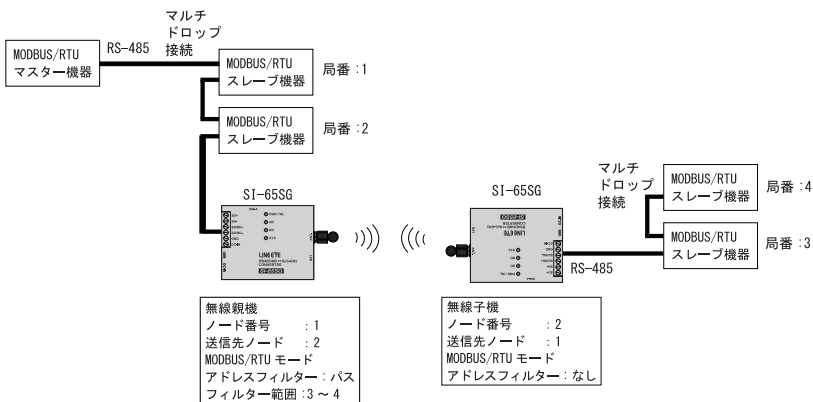 マルチ
ドロップ
接続
RS-485
MODBUS/RTU
マスター機器
MODBUS/RTU
スレーブ機器
局番:1
MODBUS/RTU
スレーブ機器
局番:2
SI-65SG
LINEEYE
SI-65SG
無線親機
ノード番号 :1
送信先ノード :2
MODBUS/RTU モード
アドレスフィルター:パス
フィルター範囲:3～4
SI-65SG
LINEEYE
SI-65SG
RS-485
マルチ
ドロップ
接続
MODBUS/RTU
スレーブ機器
局番:4
MODBUS/RTU
スレーブ機器
局番:3
無線子機
ノード番号 :2
送信先ノード :1
MODBUS/RTU モード
アドレスフィルター:なし